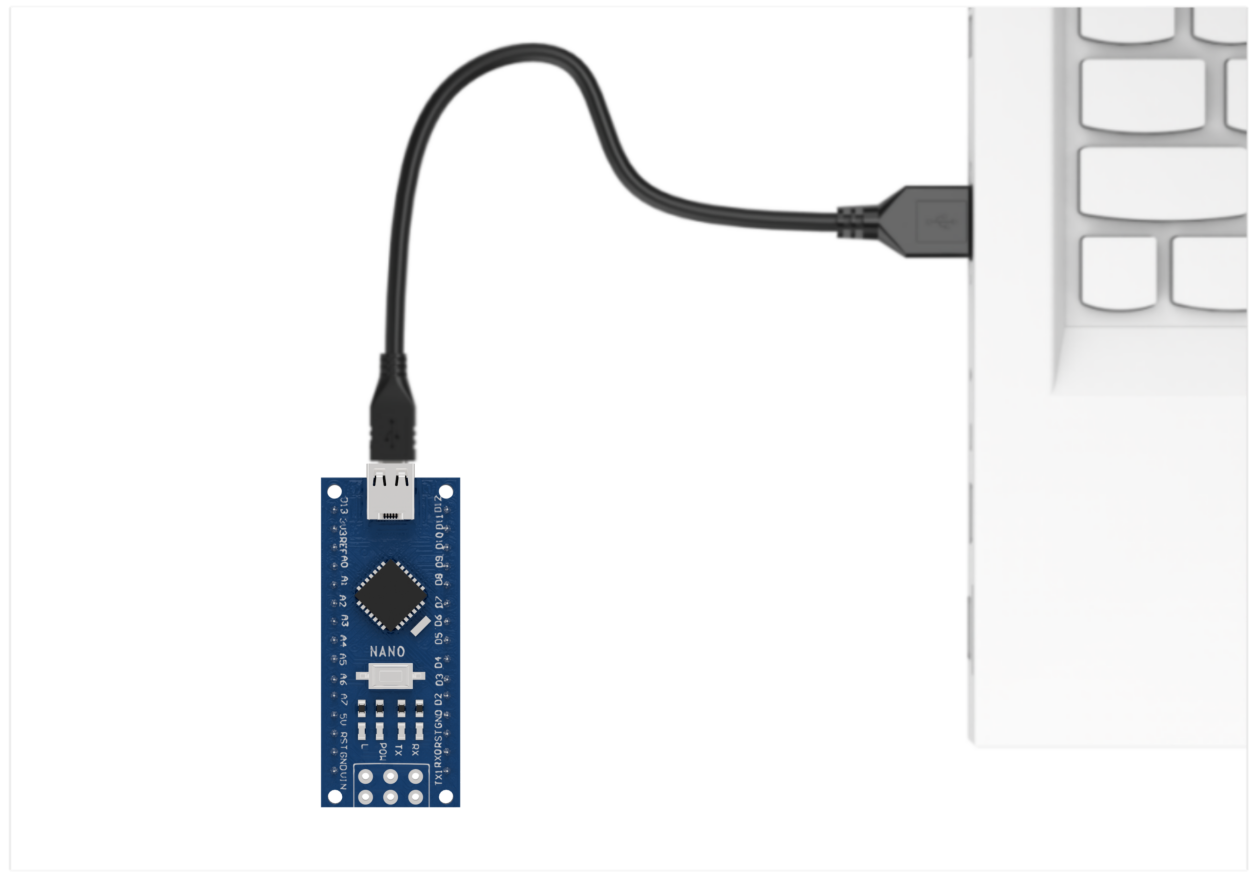 D13
3V3
REF
A0
A1
A2
A3
A4
A5
A6
A7
5V
RST
GND
VIN
D12
D11
D10
D9
D8
D7
D6
D5
D4
D3
D2
GND
RST
RX0
TX1
NANO
L
POW
TX
RX